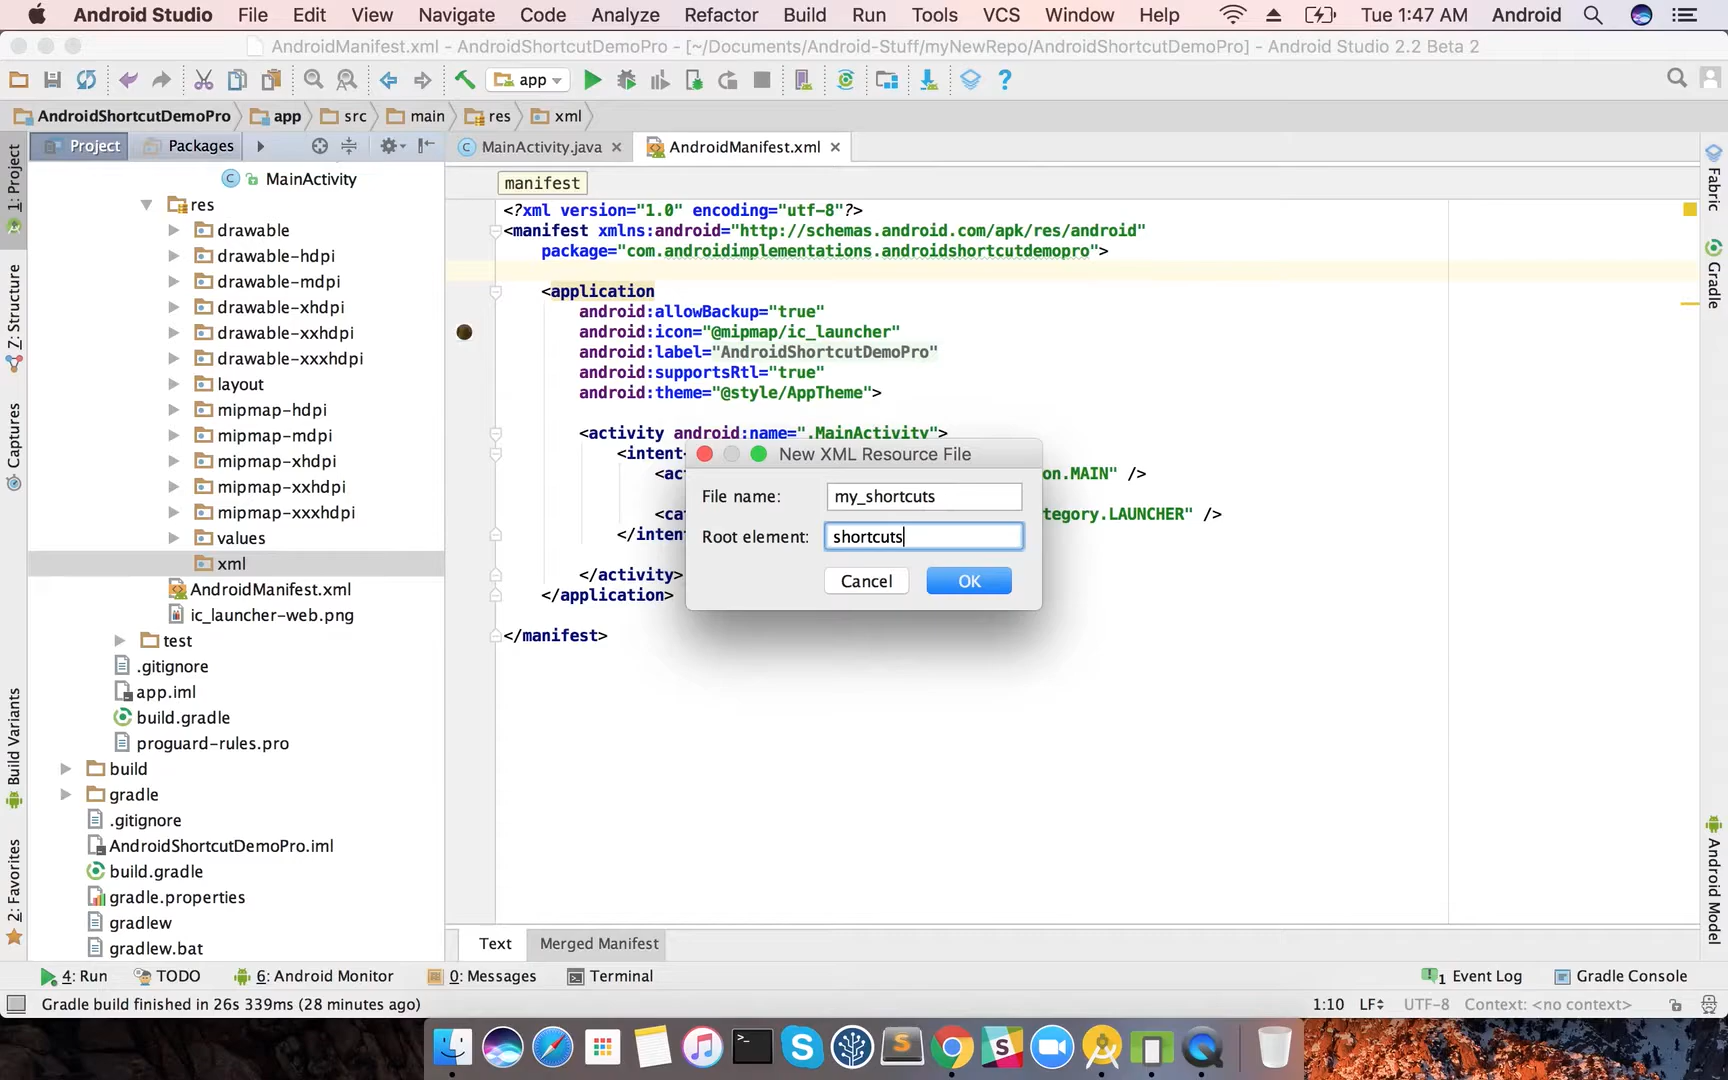 Android Studio File Edit View Navigate Code Analyze Refactor Build Run Tools VCS Window Help Tue 1:47 AM Android
AndroidManifest.xml - AndroidShortcutDemoPro - [~/Documents/Android-Stuff/myNewRepo/AndroidShortcutDemoPro] - Android Studio 2.2 Beta 2
app
AndroidShortcutDemoPro app src main res xml
Project Packages
MainActivity.java AndroidManifest.xml
1: Project
Z: Structure
Captures
Build Variants
2: Favorites
MainActivity
res
drawable
drawable-hdpi
drawable-mdpi
drawable-xhdpi
drawable-xxhdpi
drawable-xxxhdpi
layout
mipmap-hdpi
mipmap-mdpi
mipmap-xhdpi
mipmap-xxhdpi
mipmap-xxxhdpi
values
xml
AndroidManifest.xml
ic_launcher-web.png
test
.gitignore
app.iml
build.gradle
proguard-rules.pro
build
gradle
.gitignore
AndroidShortcutDemoPro.iml
build.gradle
gradle.properties
gradlew
gradlew.bat
manifest
<?xml version="1.0" encoding="utf-8"?>
<manifest xmlns:android="http://schemas.android.com/apk/res/android"
package="com.androidimplementations.androidshortcutdemopro">
<application
android:allowBackup="true"
android:icon="@mipmap/ic_launcher"
android:label="AndroidShortcutDemoPro"
android:supportsRtl="true"
android:theme="@style/AppTheme">
<activity android:name=".MainActivity">
<intent
<ac on.MAIN" />
<cat tegory.LAUNCHER" />
</inten
</activity>
</application>
</manifest>
New XML Resource File
File name: my_shortcuts
Root element: shortcuts
Cancel OK
Fabric
Gradle
Android Model
Text Merged Manifest
4: Run TODO 6: Android Monitor 0: Messages Terminal 1 Event Log Gradle Console
Gradle build finished in 26s 339ms (28 minutes ago) 1:10 LF UTF-8 Context: <no context>